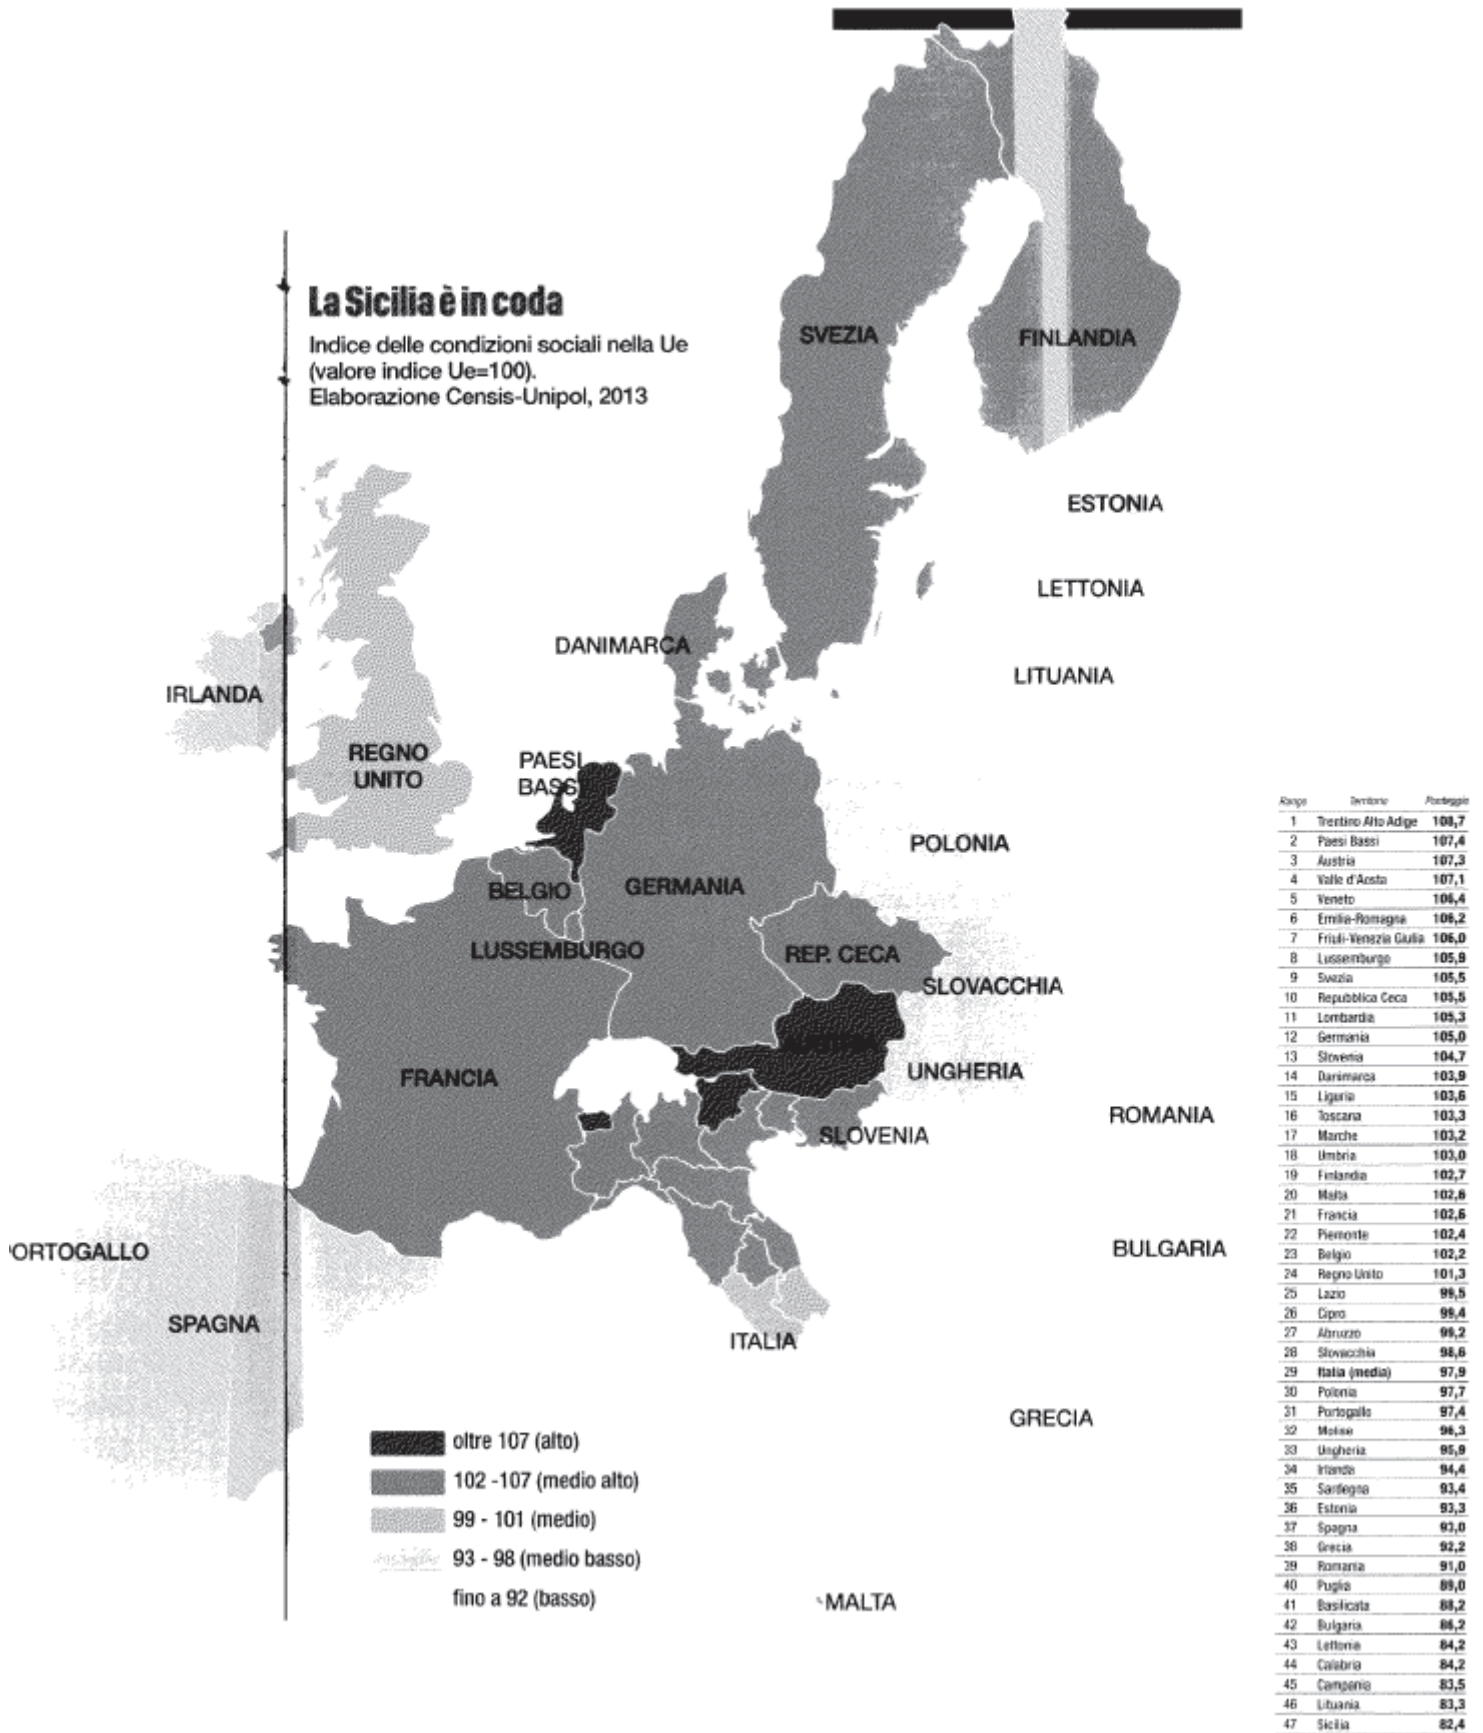 La Sicilia è in coda
Indice delle condizioni sociali nella Ue
(valore indice Ue=100).
Elaborazione Censis-Unipol, 2013
SVEZIA
FINLANDIA
ESTONIA
LETTONIA
DANIMARCA
LITUANIA
IRLANDA
REGNO
UNITO
PAESI
BASSI
POLONIA
BELGIO
GERMANIA
LUSSEMBURGO
REP. CECA
SLOVACCHIA
FRANCIA
UNGHERIA
ROMANIA
SLOVENIA
ORTOGALLO
BULGARIA
SPAGNA
ITALIA
GRECIA
oltre 107 (alto)
102 -107 (medio alto)
99 - 101 (medio)
93 - 98 (medio basso)
fino a 92 (basso)
MALTA
Rango Territorio Punteggio
1 Trentino Alto Adige 108,7
2 Paesi Bassi 107,4
3 Austria 107,3
4 Valle d'Aosta 107,1
5 Veneto 106,4
6 Emilia-Romagna 106,2
7 Friuli-Venezia Giulia 106,0
8 Lussemburgo 105,9
9 Svezia 105,5
10 Repubblica Ceca 105,5
11 Lombardia 105,3
12 Germania 105,0
13 Slovenia 104,7
14 Danimarca 103,9
15 Liguria 103,6
16 Toscana 103,3
17 Marche 103,2
18 Umbria 103,0
19 Finlandia 102,7
20 Malta 102,6
21 Francia 102,6
22 Piemonte 102,4
23 Belgio 102,2
24 Regno Unito 101,3
25 Lazio 99,5
26 Cipro 99,4
27 Abruzzo 99,2
28 Slovacchia 98,6
29 Italia (media) 97,9
30 Polonia 97,7
31 Portogallo 97,4
32 Molise 96,3
33 Ungheria 95,9
34 Irlanda 94,4
35 Sardegna 93,4
36 Estonia 93,3
37 Spagna 93,0
38 Grecia 92,2
39 Romania 91,0
40 Puglia 89,0
41 Basilicata 88,2
42 Bulgaria 86,2
43 Lettonia 84,2
44 Calabria 84,2
45 Campania 83,5
46 Lituania 83,3
47 Sicilia 82,4